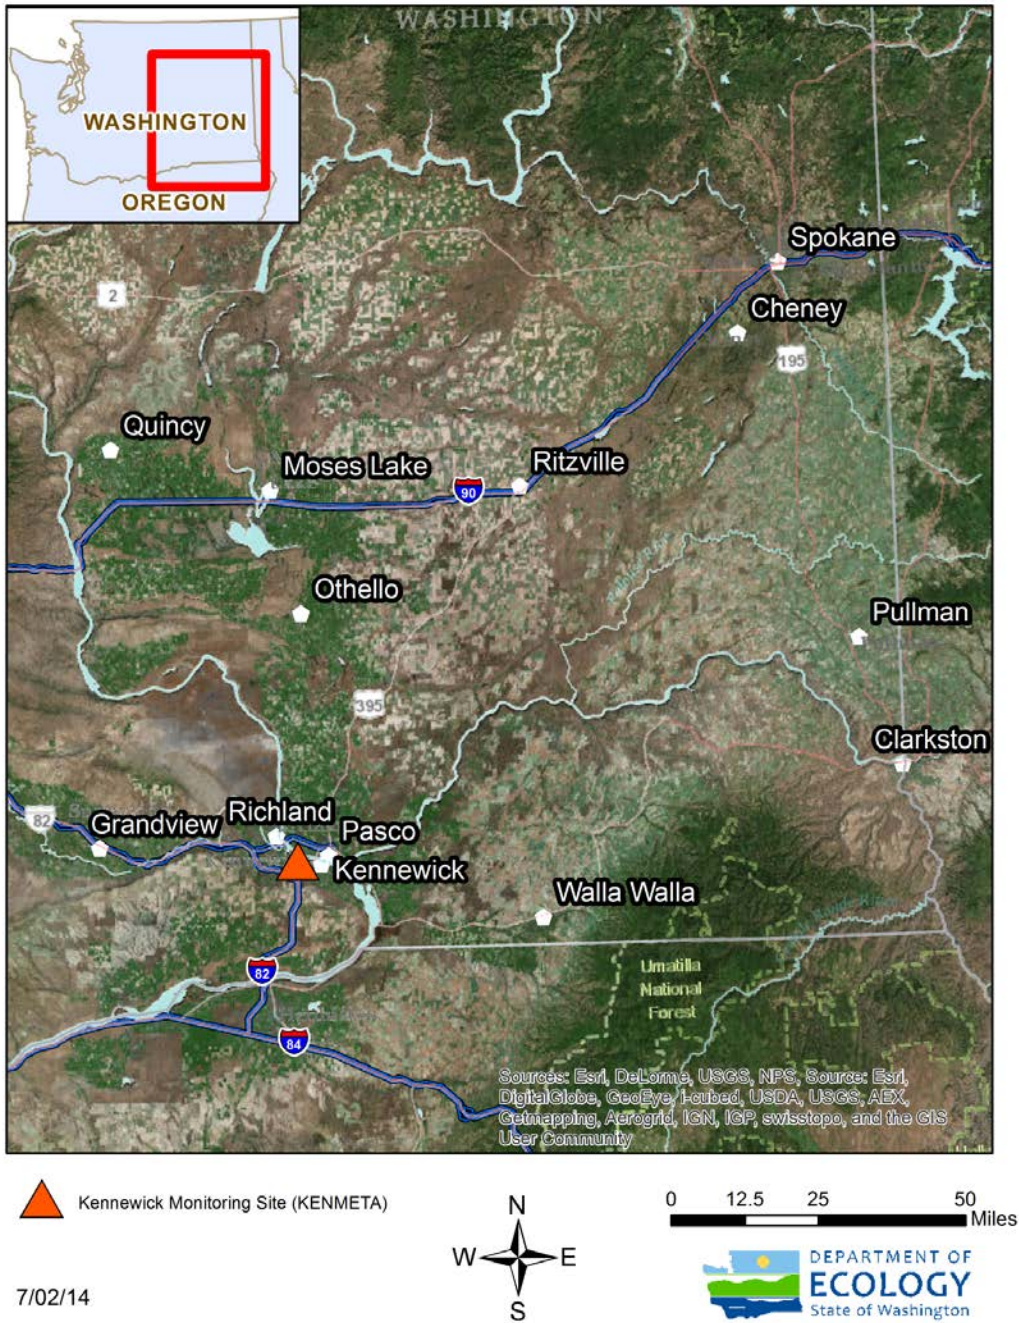 WASHINGTON
WASHINGTON
OREGON
2
Spokane
Cheney
195
Quincy
Moses Lake
Ritzville
90
Othello
Pullman
395
Clarkston
82
Grandview
Richland
Pasco
Kennewick
Walla Walla
82
Umatilla
National
Forest
84
Sources: Esri, DeLorme, USGS, NPS, Source: Esri,
DigitalGlobe, GeoEye, i-cubed, USDA, USGS, AEX,
Getmapping, Aerogrid, IGN, IGP, swisstopo, and the GIS
User Community
Kennewick Monitoring Site (KENMETA)
N
W E
S
0 12.5 25 50
Miles
7/02/14
DEPARTMENT OF
ECOLOGY
State of Washington